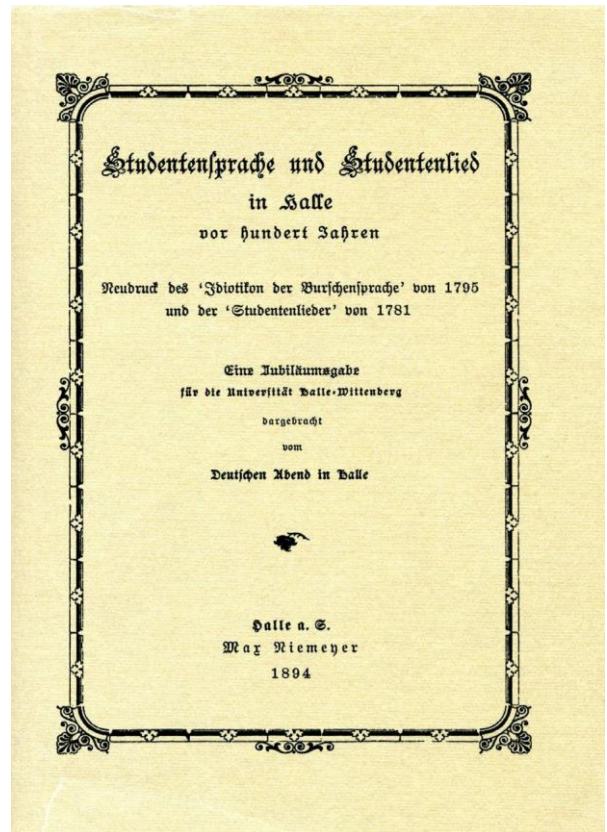 Studentensprache und Studentenlied
in Halle
vor hundert Jahren
Neudruck des ‘Idiotikon der Burschensprache’ von 1795
und der ‘Studentenlieder’ von 1781
Eine Jubiläumsgabe
für die Universität Halle-Wittenberg
dargebracht
vom
Deutschen Abend in Halle
Halle a. S.
Max Niemeyer
1894